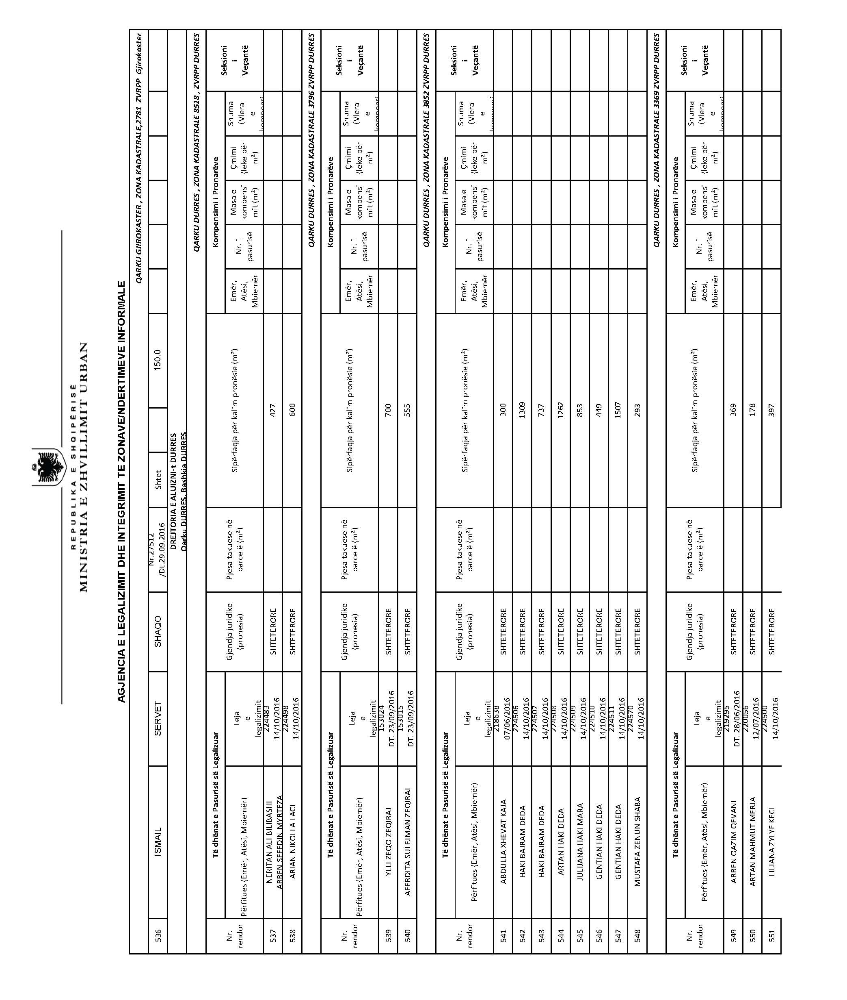 REPUBLIKA E SHQIPËRISË
MINISTRIA E ZHVILLIMIT URBAN
AGJENCIA E LEGALIZIMIT DHE INTEGRIMIT TE ZONAVE/NDERTIMEVE INFORMALE
QARKU GJIROKASTER , ZONA KADASTRALE,2781 ZVRPP Gjirokaster
536 ISMAIL SERVET SHAQO Nr.27512 /Dt.29.09.2016 Shtet 150.0
DREJTORIA E ALUIZNI-t DURRES
Qarku DURRES, Bashkia DURRES
QARKU DURRES , ZONA KADASTRALE 8518 , ZVRPP DURRES
Nr. rendor Të dhënat e Pasurisë së Legalizuar Gjendja juridike (pronesia) Pjesa takuese në parcelë (m²) Sipërfaqja për kalim pronësie (m²) Kompensimi i Pronarëve Seksioni i Veçantë
Përfitues (Emër, Atësi, Mbiemër) Leja e legalizimit Emër, Atësi, Mbiemër Nr. i pasurisë Masa e kompensi mit (m²) Çmimi (leke për m²) Shuma (Vlera e kompensi
537 NERITAN ALI BILIBASHI ARBEN SEFEDIN MYRTEZA 224483 14/10/2016 SHTETERORE 427
538 ARIAN NIKOLLA LACI 224498 14/10/2016 SHTETERORE 600
QARKU DURRES , ZONA KADASTRALE 3796 ZVRPP DURRES
Nr. rendor Të dhënat e Pasurisë së Legalizuar Gjendja juridike (pronesia) Pjesa takuese në parcelë (m²) Sipërfaqja për kalim pronësie (m²) Kompensimi i Pronarëve Seksioni i Veçantë
Përfitues (Emër, Atësi, Mbiemër) Leja e legalizimit Emër, Atësi, Mbiemër Nr. i pasurisë Masa e kompensi mit (m²) Çmimi (leke për m²) Shuma (Vlera e kompensi
539 YLLI ZEQO ZEQIRAJ 153024 DT. 23/09/2016 SHTETERORE 700
540 AFERDITA SULEJMAN ZEQIRAJ 153015 DT. 23/09/2016 SHTETERORE 555
QARKU DURRES , ZONA KADASTRALE 3852 ZVRPP DURRES
Nr. rendor Të dhënat e Pasurisë së Legalizuar Gjendja juridike (pronesia) Pjesa takuese në parcelë (m²) Sipërfaqja për kalim pronësie (m²) Kompensimi i Pronarëve Seksioni i Veçantë
Përfitues (Emër, Atësi, Mbiemër) Leja e legalizimit Emër, Atësi, Mbiemër Nr. i pasurisë Masa e kompensi mit (m²) Çmimi (leke për m²) Shuma (Vlera e kompensi
541 ABDULLA XHEVAT KAJA 218638 07/06/2016 SHTETERORE 300
542 HAKI BAJRAM DEDA 224506 14/10/2016 SHTETERORE 1309
543 HAKI BAJRAM DEDA 224507 14/10/2016 SHTETERORE 737
544 ARTAN HAKI DEDA 224508 14/10/2016 SHTETERORE 1262
545 JULIJANA HAKI MARA 224509 14/10/2016 SHTETERORE 853
546 GENTIAN HAKI DEDA 224510 14/10/2016 SHTETERORE 449
547 GENTIAN HAKI DEDA 224511 14/10/2016 SHTETERORE 1507
548 MUSTAFA ZENUN SHABA 224570 14/10/2016 SHTETERORE 293
QARKU DURRES , ZONA KADASTRALE 3369 ZVRPP DURRES
Nr. rendor Të dhënat e Pasurisë së Legalizuar Gjendja juridike (pronesia) Pjesa takuese në parcelë (m²) Sipërfaqja për kalim pronësie (m²) Kompensimi i Pronarëve Seksioni i Veçantë
Përfitues (Emër, Atësi, Mbiemër) Leja e legalizimit Emër, Atësi, Mbiemër Nr. i pasurisë Masa e kompensi mit (m²) Çmimi (leke për m²) Shuma (Vlera e kompensi
549 ARBEN QAZIM QEVANI 219295 DT. 28/06/2016 SHTETERORE 369
550 ARTAN MAHMUT MERJA 220056 12/07/2016 SHTETERORE 178
551 LILIANA ZYLYF KECI 224500 14/10/2016 SHTETERORE 397